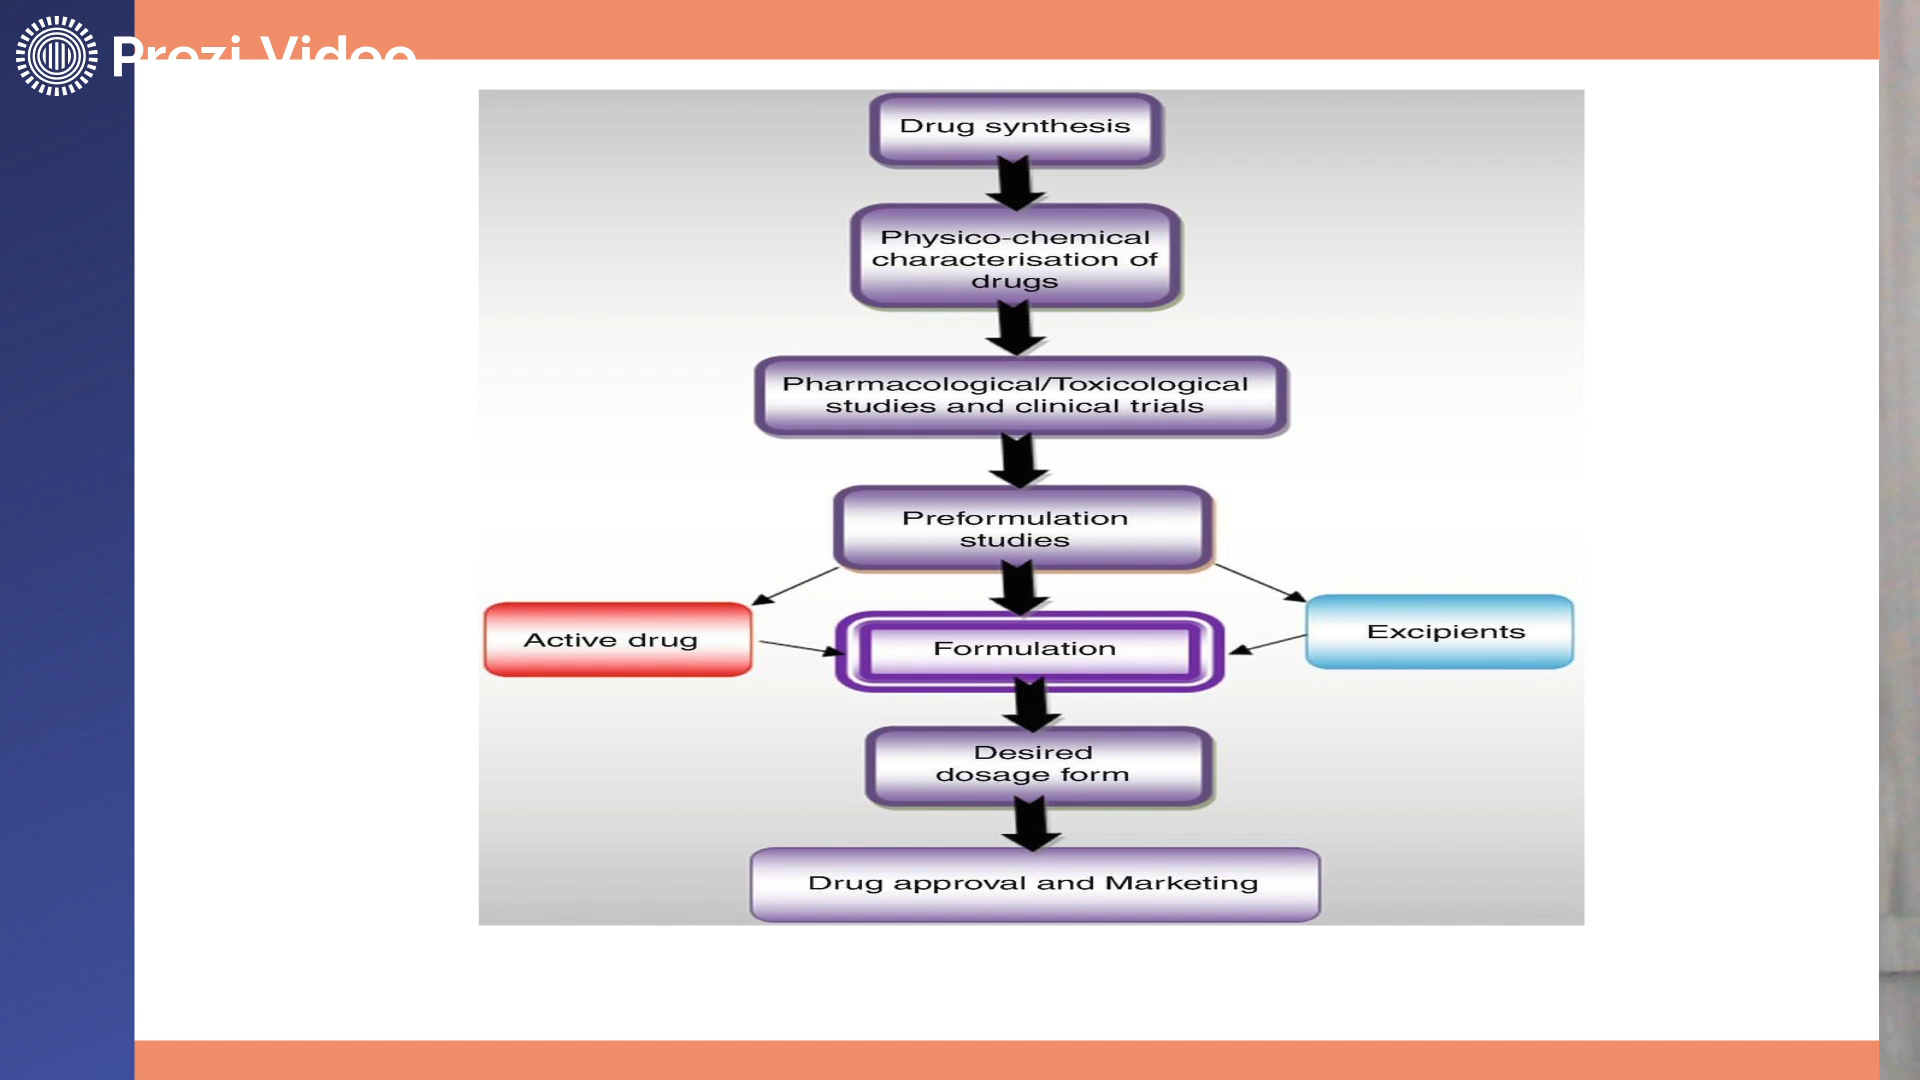 Prezi Video
Drug synthesis
Physico-chemical
characterisation of
drugs
Pharmacological/Toxicological
studies and clinical trials
Preformulation
studies
Active drug
Formulation
Excipients
Desired
dosage form
Drug approval and Marketing